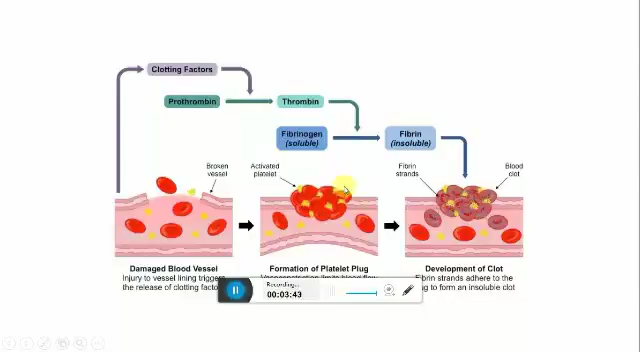 Clotting Factors
Prothrombin
Thrombin
Fibrinogen
(soluble)
Fibrin
(insoluble)
Broken
vessel
Activated
platelet
Fibrin
strands
Blood
clot
Damaged Blood Vessel
Injury to vessel lining triggers
the release of clotting
Formation of Platelet Plug
Development of Clot
Fibrin strands adhere to the
to form an insoluble clot
Recording...
00:03:43